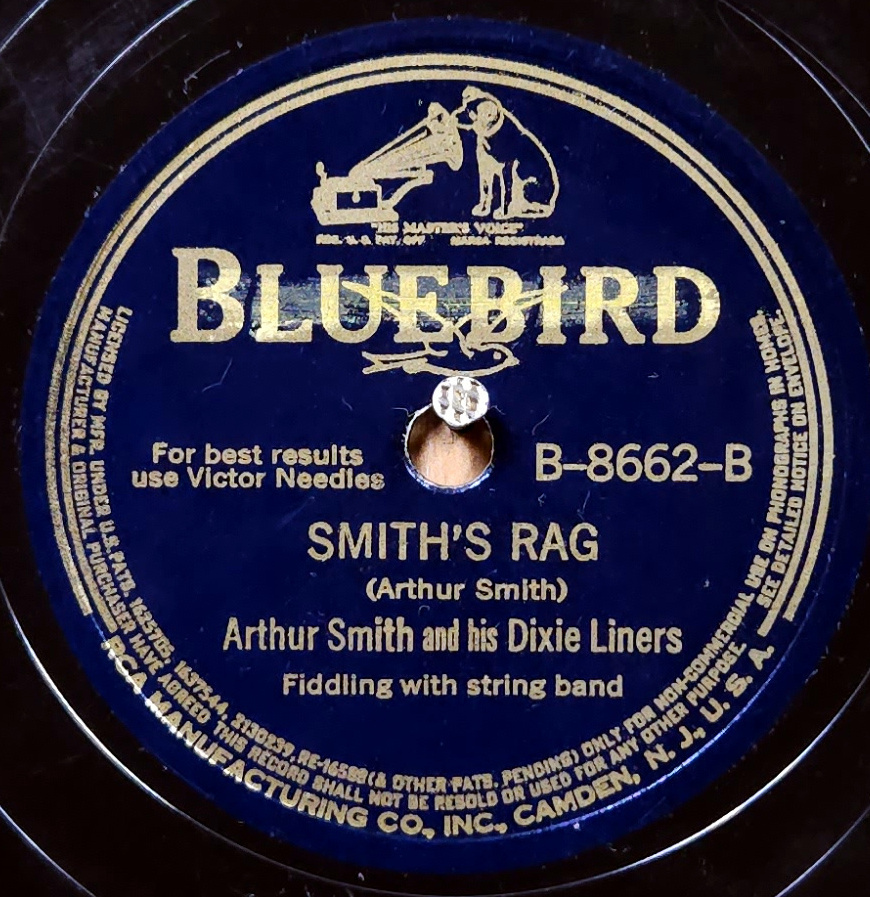 "HIS MASTER'S VOICE"
REG. U. S. PAT. OFF. MARCA REGISTRADA
BLUEBIRD
For best results
use Victor Needles
B–8662–B
SMITH'S RAG
(Arthur Smith)
Arthur Smith and his Dixie Liners
Fiddling with string band
LICENSED BY MFR. UNDER U.S. PATS. 1625705, 1637544, 2130239, RE-16588 (& OTHER PATS. PENDING) ONLY FOR NON-COMMERCIAL USE ON PHONOGRAPHS IN HOMES.
MANUFACTURER & ORIGINAL PURCHASER HAVE AGREED THIS RECORD SHALL NOT BE RESOLD OR USED FOR ANY OTHER PURPOSE. SEE DETAILED NOTICE ON ENVELOPE.
RCA MANUFACTURING CO., INC., CAMDEN, N. J., U. S. A.